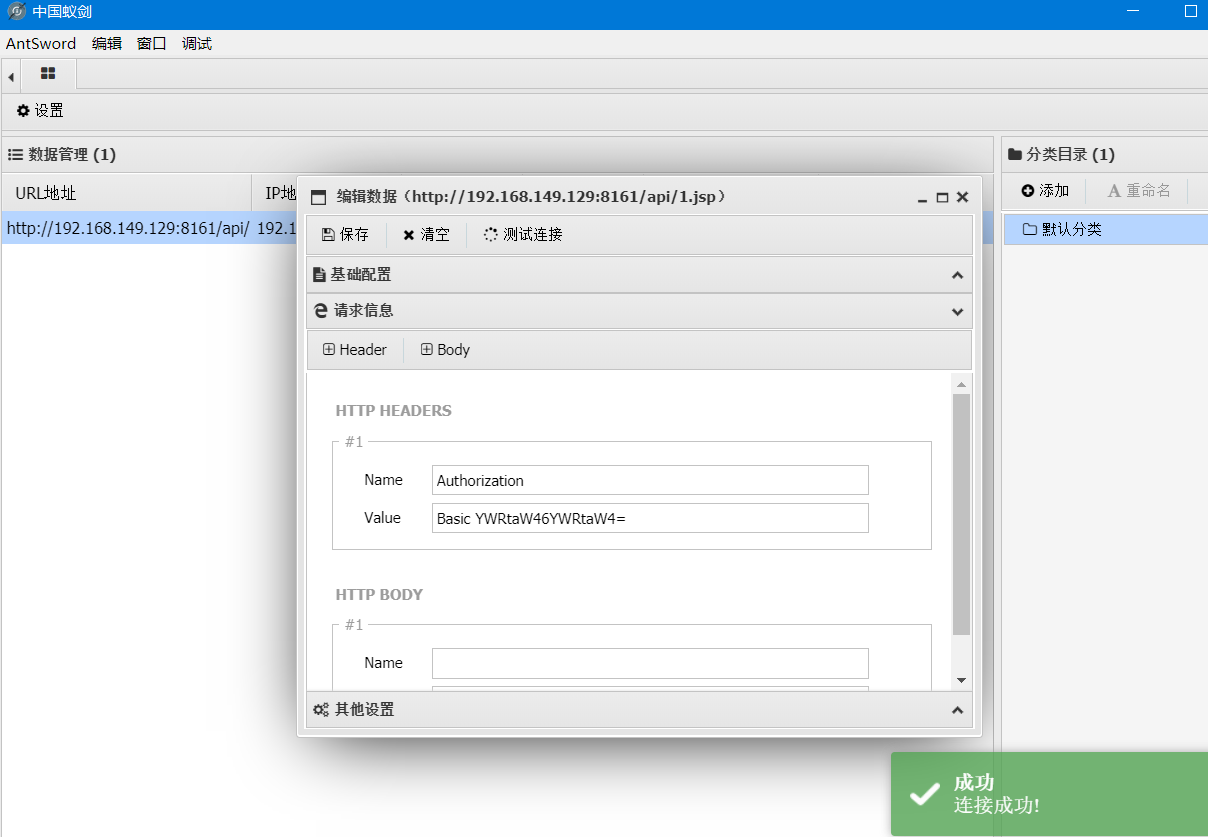 中国蚁剑
AntSword 编辑 窗口 调试
设置
数据管理 (1)
分类目录 (1)
URL地址
IP地
添加
重命名
http://192.168.149.129:8161/api/ 192.1
默认分类
编辑数据（http://192.168.149.129:8161/api/1.jsp）
保存
清空
测试连接
基础配置
请求信息
Header
Body
HTTP HEADERS
#1
Name Authorization
Value Basic YWRtaW46YWRtaW4=
HTTP BODY
#1
Name
其他设置
成功
连接成功!